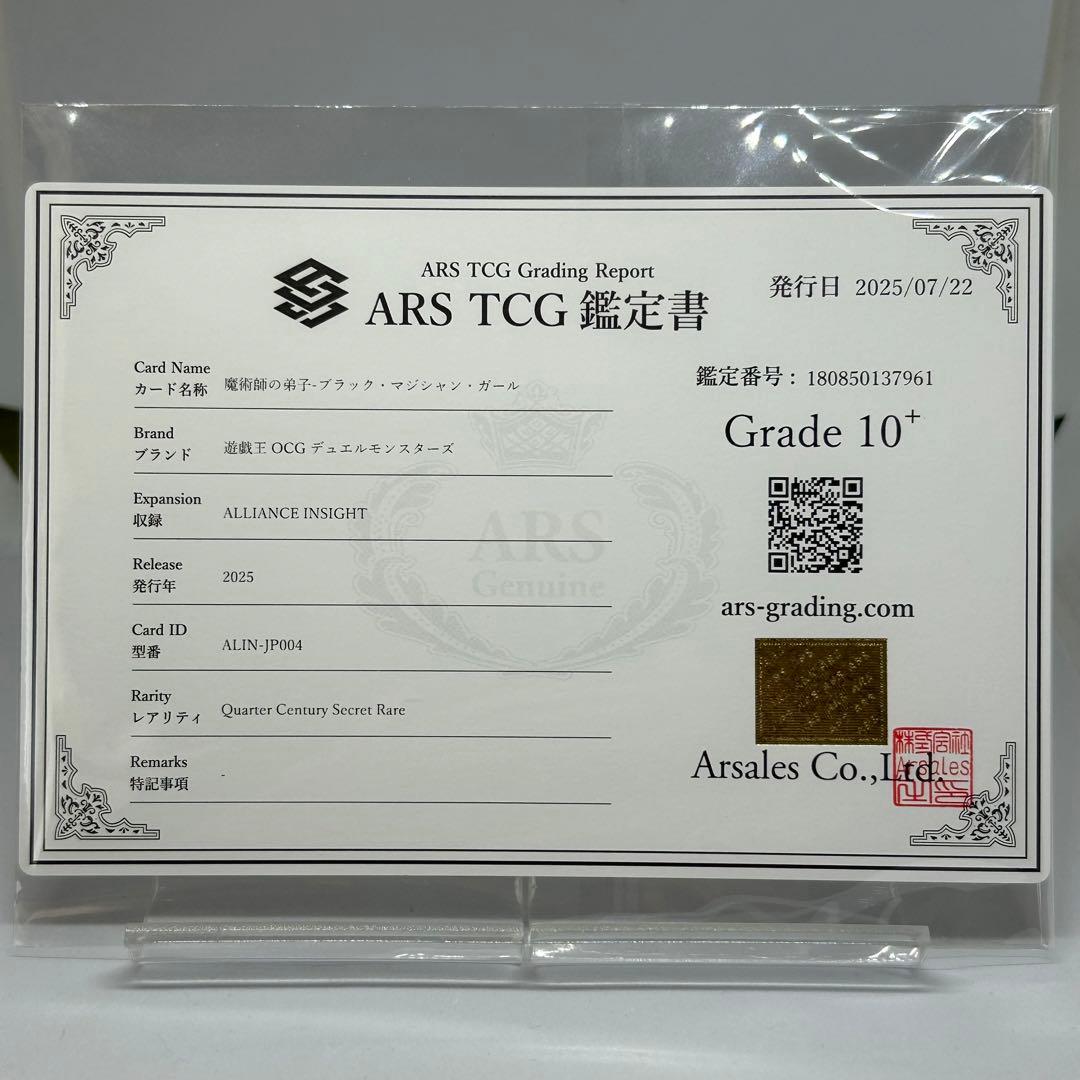 ARS TCG Grading Report
ARS TCG 鑑定書
発行日 2025/07/22
Card Name
カード名称 魔術師の弟子-ブラック・マジシャン・ガール
Brand
ブランド 遊戯王 OCG デュエルモンスターズ
Expansion
収録 ALLIANCE INSIGHT
Release
発行年 2025
Card ID
型番 ALIN-JP004
Rarity
レアリティ Quarter Century Secret Rare
Remarks
特記事項 -
ARS
Genuine
鑑定番号： 180850137961
Grade 10+
ars-grading.com
Arsales Co.,Ltd.
Arsales